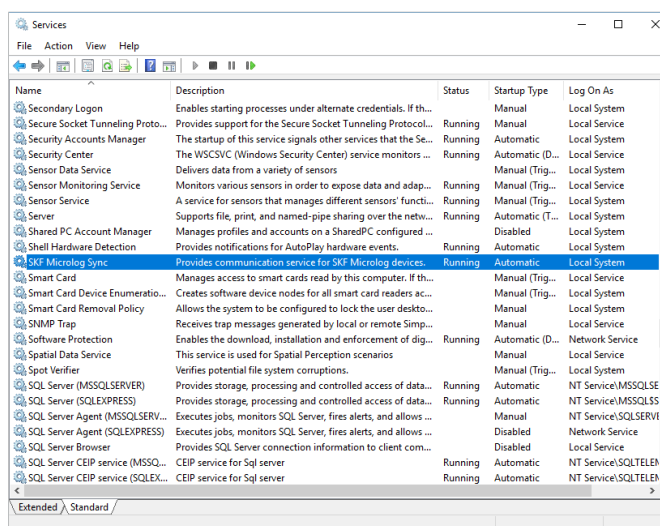 Services
File Action View Help
Name Description Status Startup Type Log On As
Secondary Logon Enables starting processes under alternate credentials. If th... Manual Local System
Secure Socket Tunneling Proto... Provides support for the Secure Socket Tunneling Protocol... Running Manual Local Service
Security Accounts Manager The startup of this service signals other services that the Se... Running Automatic Local System
Security Center The WSCSVC (Windows Security Center) service monitors ... Running Automatic (D... Local Service
Sensor Data Service Delivers data from a variety of sensors Manual (Trig... Local System
Sensor Monitoring Service Monitors various sensors in order to expose data and adap... Running Manual (Trig... Local Service
Sensor Service A service for sensors that manages different sensors' functi... Running Manual (Trig... Local System
Server Supports file, print, and named-pipe sharing over the netw... Running Automatic (T... Local System
Shared PC Account Manager Manages profiles and accounts on a SharedPC configured ... Disabled Local System
Shell Hardware Detection Provides notifications for AutoPlay hardware events. Running Automatic Local System
SKF Microlog Sync Provides communication service for SKF Microlog devices. Running Automatic Local System
Smart Card Manages access to smart cards read by this computer. If th... Manual (Trig... Local Service
Smart Card Device Enumeratio... Creates software device nodes for all smart card readers ac... Manual (Trig... Local System
Smart Card Removal Policy Allows the system to be configured to lock the user deskto... Manual Local System
SNMP Trap Receives trap messages generated by local or remote Simp... Manual Local Service
Software Protection Enables the download, installation and enforcement of dig... Running Automatic (D... Network Service
Spatial Data Service This service is used for Spatial Perception scenarios Manual Local Service
Spot Verifier Verifies potential file system corruptions. Manual (Trig... Local System
SQL Server (MSSQLSERVER) Provides storage, processing and controlled access of data... Running Automatic NT Service\MSSQLSE
SQL Server (SQLEXPRESS) Provides storage, processing and controlled access of data... Running Automatic NT Service\MSSQL$S
SQL Server Agent (MSSQLSERV... Executes jobs, monitors SQL Server, fires alerts, and allows ... Manual NT Service\SQLSERVE
SQL Server Agent (SQLEXPRESS) Executes jobs, monitors SQL Server, fires alerts, and allows ... Disabled Network Service
SQL Server Browser Provides SQL Server connection information to client com... Disabled Local Service
SQL Server CEIP service (MSSQ... CEIP service for Sql server Running Automatic NT Service\SQLTELEM
SQL Server CEIP service (SQLEX... CEIP service for Sql server Running Automatic NT Service\SQLTELEM
Extended Standard